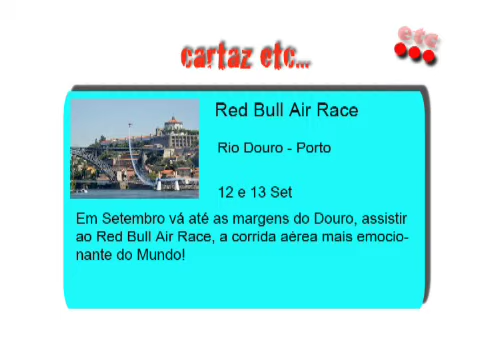 etc
cartaz etc...
Red Bull Air Race
Rio Douro - Porto
12 e 13 Set
Em Setembro vá até as margens do Douro, assistir
ao Red Bull Air Race, a corrida aérea mais emocio-
nante do Mundo!